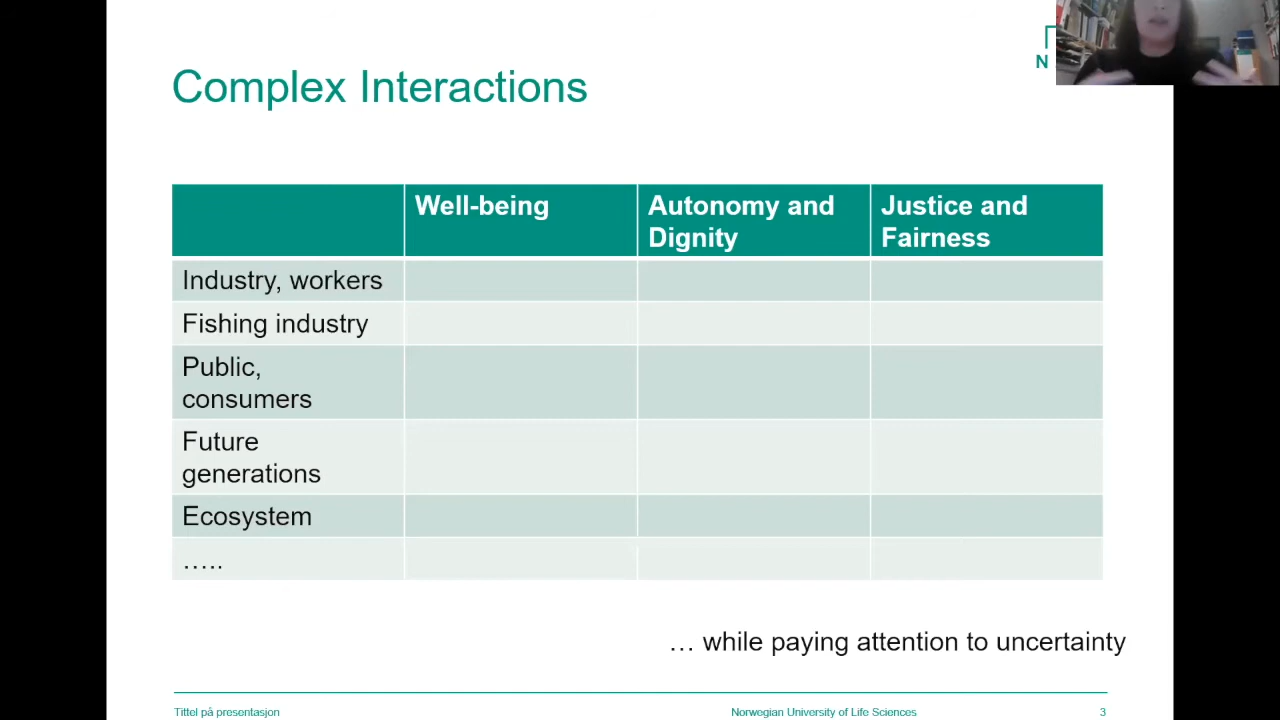 N
Complex Interactions
Well-being
Autonomy and
Dignity
Justice and
Fairness
Industry, workers
Fishing industry
Public,
consumers
Future
generations
Ecosystem
…..
… while paying attention to uncertainty
Tittel på presentasjon
Norwegian University of Life Sciences
3